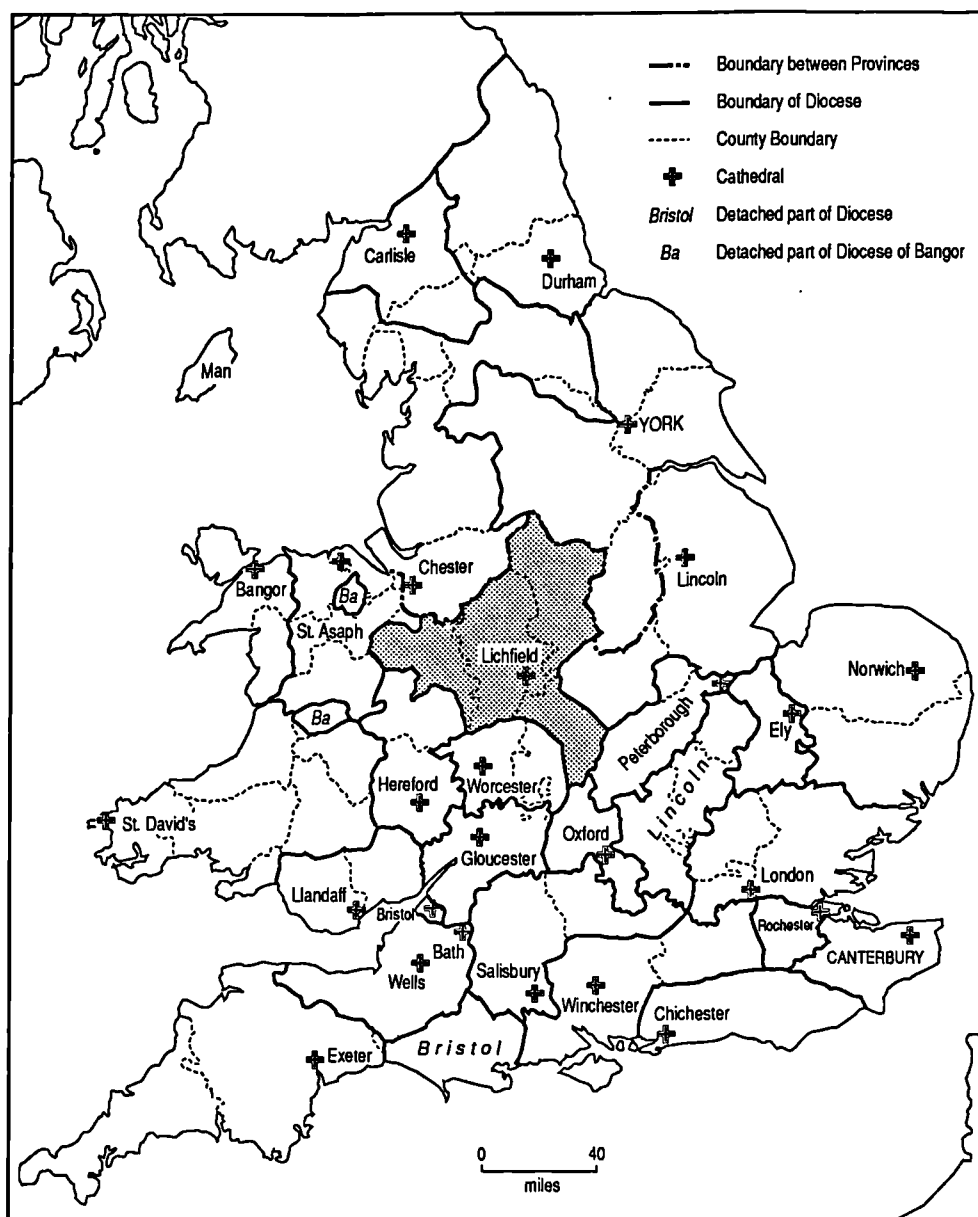 Boundary between Provinces
Boundary of Diocese
County Boundary
Cathedral
Bristol Detached part of Diocese
Ba Detached part of Diocese of Bangor
Carlisle
Durham
Man
YORK
Chester
Lincoln
Bangor
Ba
St. Asaph
Lichfield
Norwich
Ba
Peterborough
Ely
Hereford
Worcester
Lincoln
St. David's
Oxford
Gloucester
London
Llandaff
Bristol
Rochester
Bath
CANTERBURY
Wells
Salisbury
Winchester
Chichester
Bristol
Exeter
0 40
miles